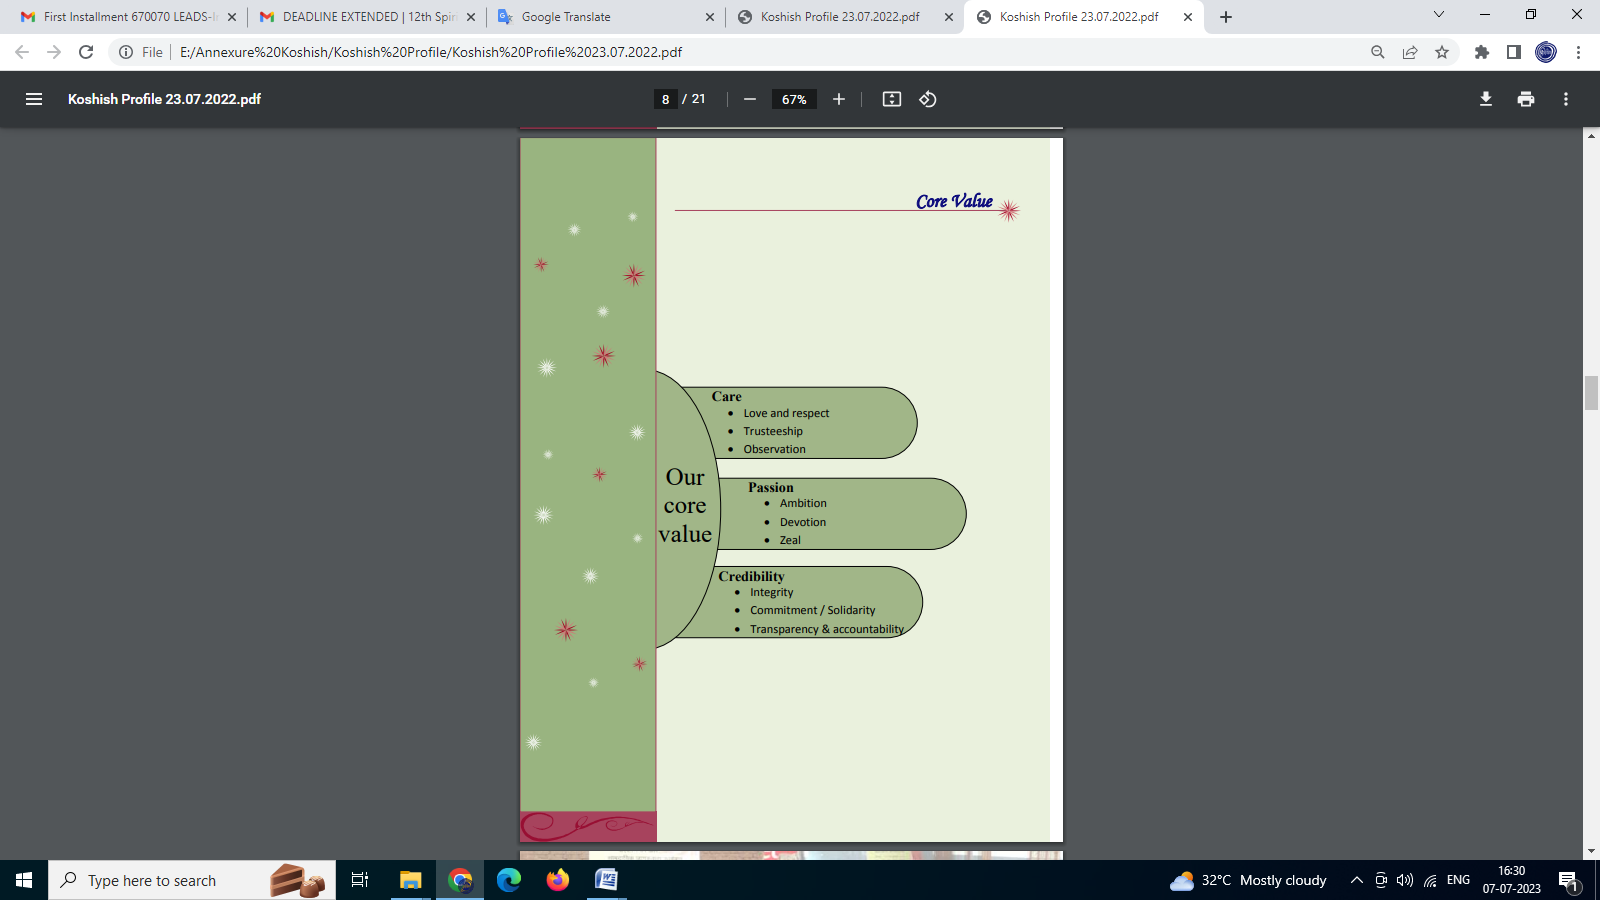 First Installment 670070 LEADS-I
DEADLINE EXTENDED | 12th Spiri
Google Translate
Koshish Profile 23.07.2022.pdf
Koshish Profile 23.07.2022.pdf
File
E:/Annexure%20Koshish/Koshish%20Profile/Koshish%20Profile%2023.07.2022.pdf
Koshish Profile 23.07.2022.pdf
8 / 21
67%
Core Value
Our
core
value
Care
• Love and respect
• Trusteeship
• Observation
Passion
• Ambition
• Devotion
• Zeal
Credibility
• Integrity
• Commitment / Solidarity
• Transparency & accountability
Type here to search
32°C Mostly cloudy
ENG
16:30
07-07-2023
1